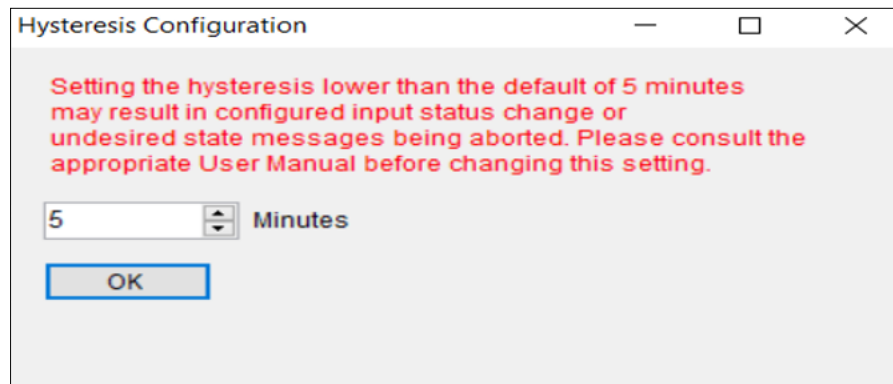 Hysteresis Configuration
Setting the hysteresis lower than the default of 5 minutes
may result in configured input status change or
undesired state messages being aborted. Please consult the
appropriate User Manual before changing this setting.
5 Minutes
OK